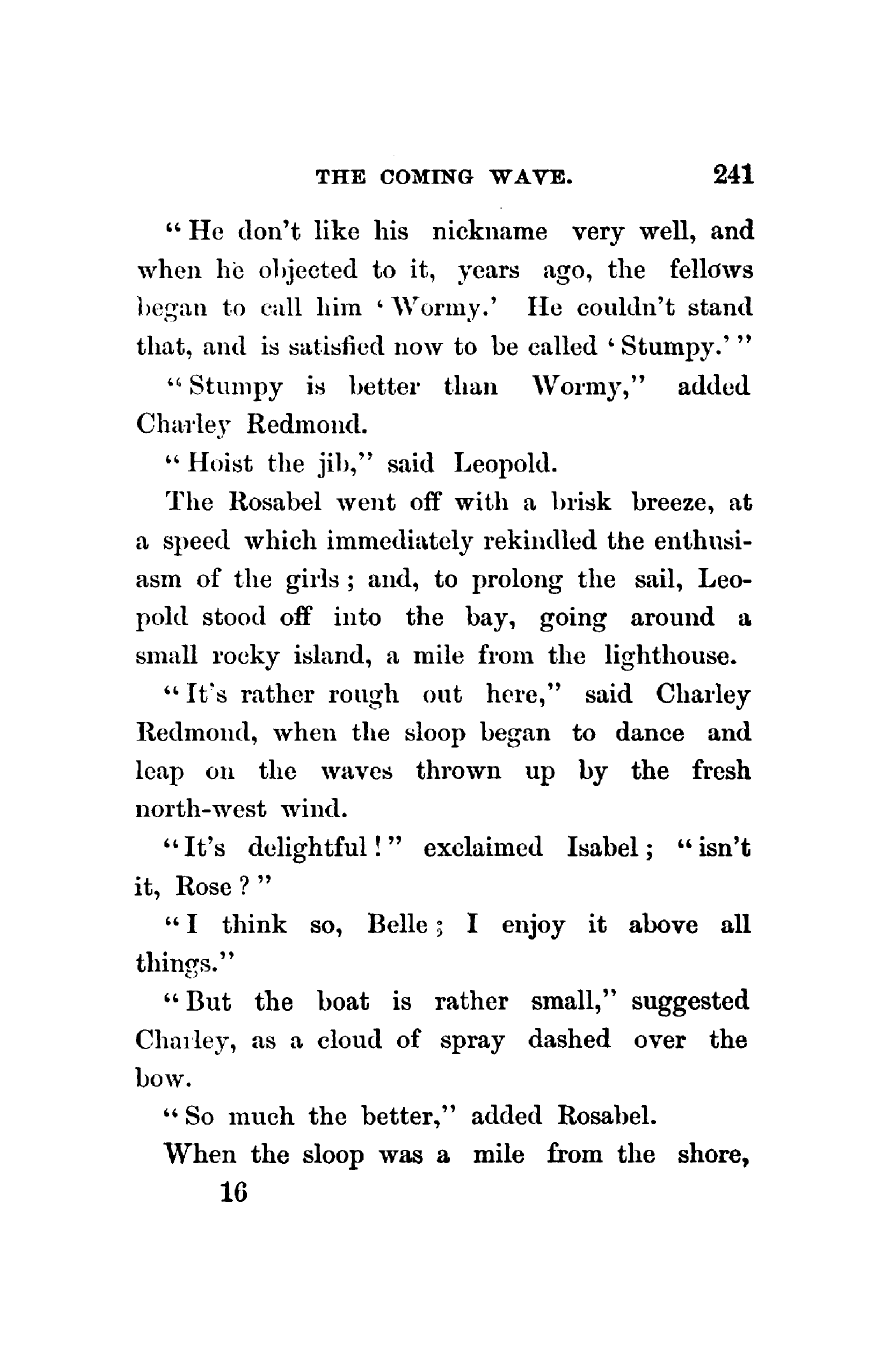 THE COMING WAVE. 241
“He don’t like his nickname very well, and
when he objected to it, years ago, the fellows
began to call him ‘Wormy.’ He couldn’t stand
that, and is satisfied now to be called ‘Stumpy.’”
“Stumpy is better than Wormy,” added
Charley Redmond.
“Hoist the jib,” said Leopold.
The Rosabel went off with a brisk breeze, at
a speed which immediately rekindled the enthusi-
asm of the girls; and, to prolong the sail, Leo-
pold stood off into the bay, going around a
small rocky island, a mile from the lighthouse.
“It’s rather rough out here,” said Charley
Redmond, when the sloop began to dance and
leap on the waves thrown up by the fresh
north-west wind.
“It’s delightful!” exclaimed Isabel; “isn’t
it, Rose?”
“I think so, Belle; I enjoy it above all
things.”
“But the boat is rather small,” suggested
Charley, as a cloud of spray dashed over the
bow.
“So much the better,” added Rosabel.
When the sloop was a mile from the shore,
16